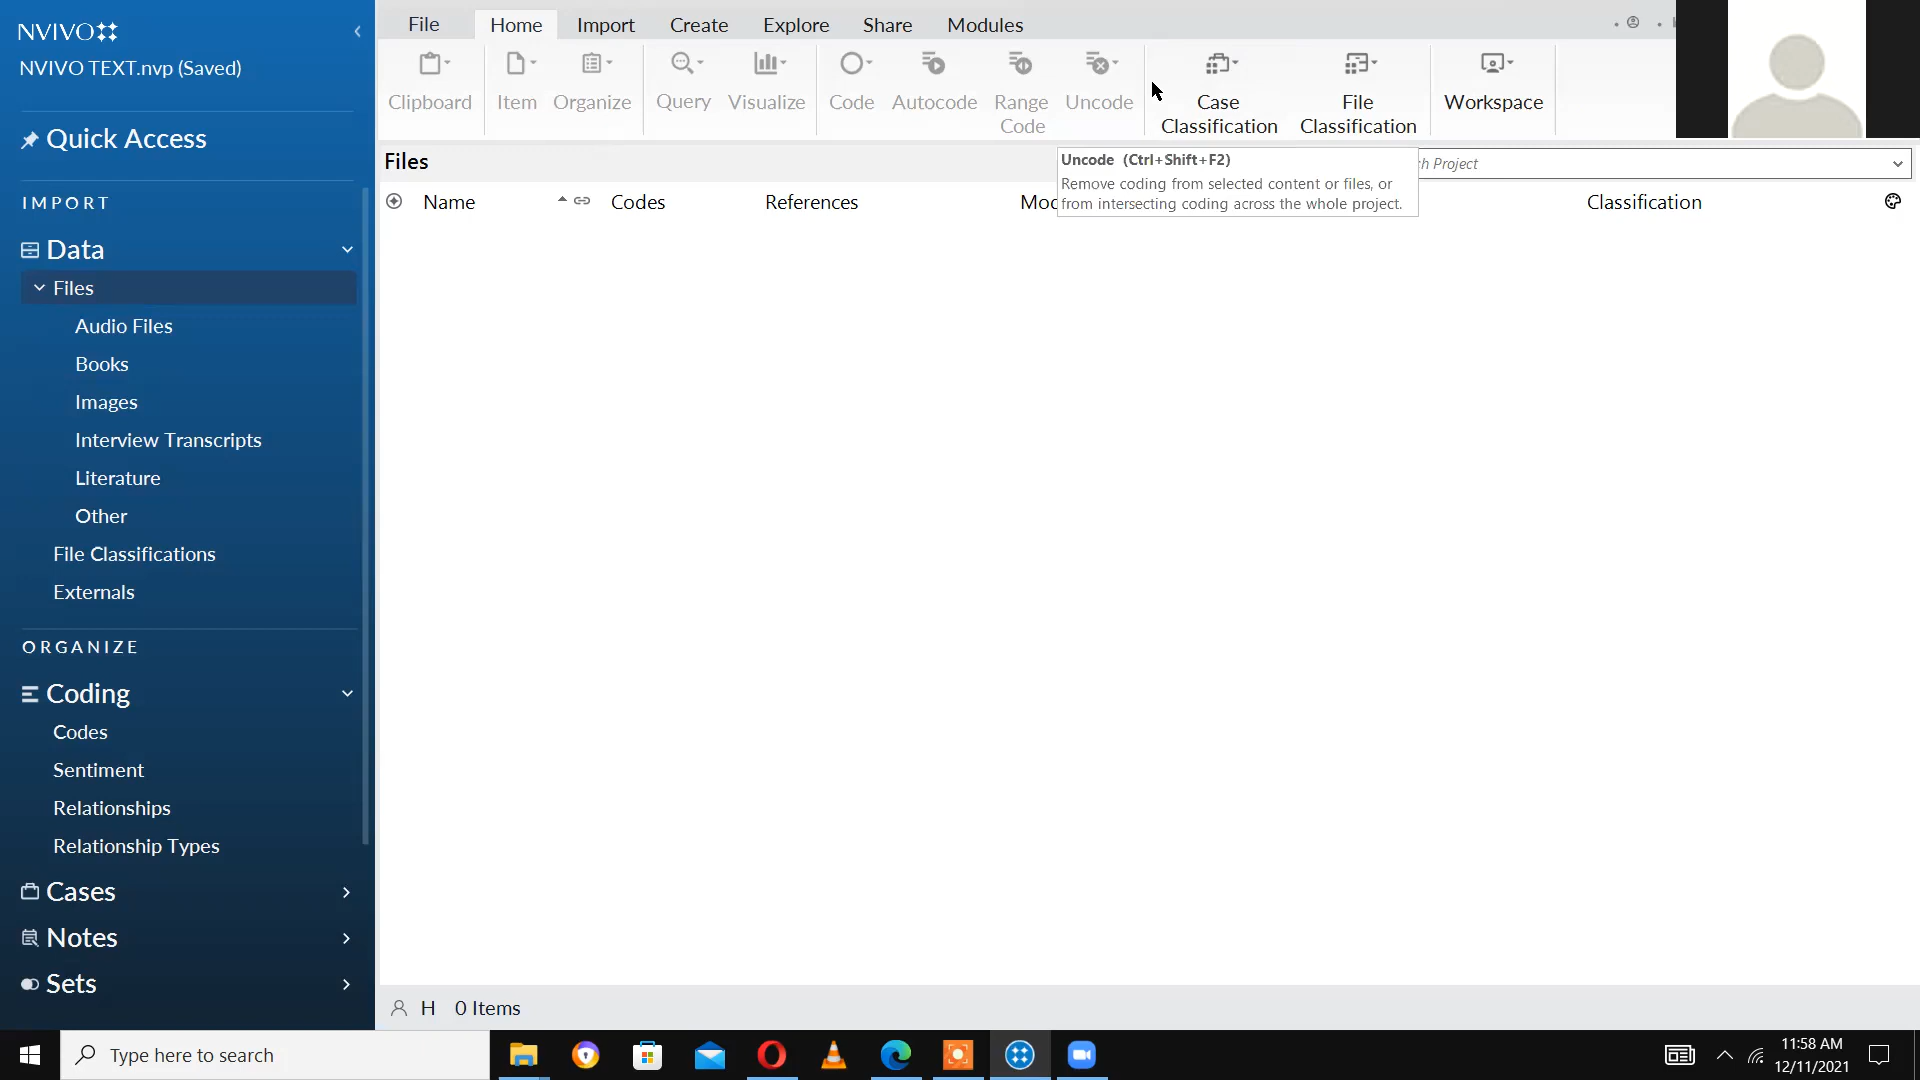 NVIVO
NVIVO TEXT.nvp (Saved)
Quick Access
IMPORT
Data
Files
Audio Files
Books
Images
Interview Transcripts
Literature
Other
File Classifications
Externals
ORGANIZE
Coding
Codes
Sentiment
Relationships
Relationship Types
Cases
Notes
Sets
File Home Import Create Explore Share Modules
Clipboard Item Organize Query Visualize Code Autocode Range Code Uncode Case Classification File Classification Workspace
Files
Uncode (Ctrl+Shift+F2)
Remove coding from selected content or files, or
from intersecting coding across the whole project.
Project
Name Codes References Classification
H 0 Items
Type here to search
11:58 AM
12/11/2021